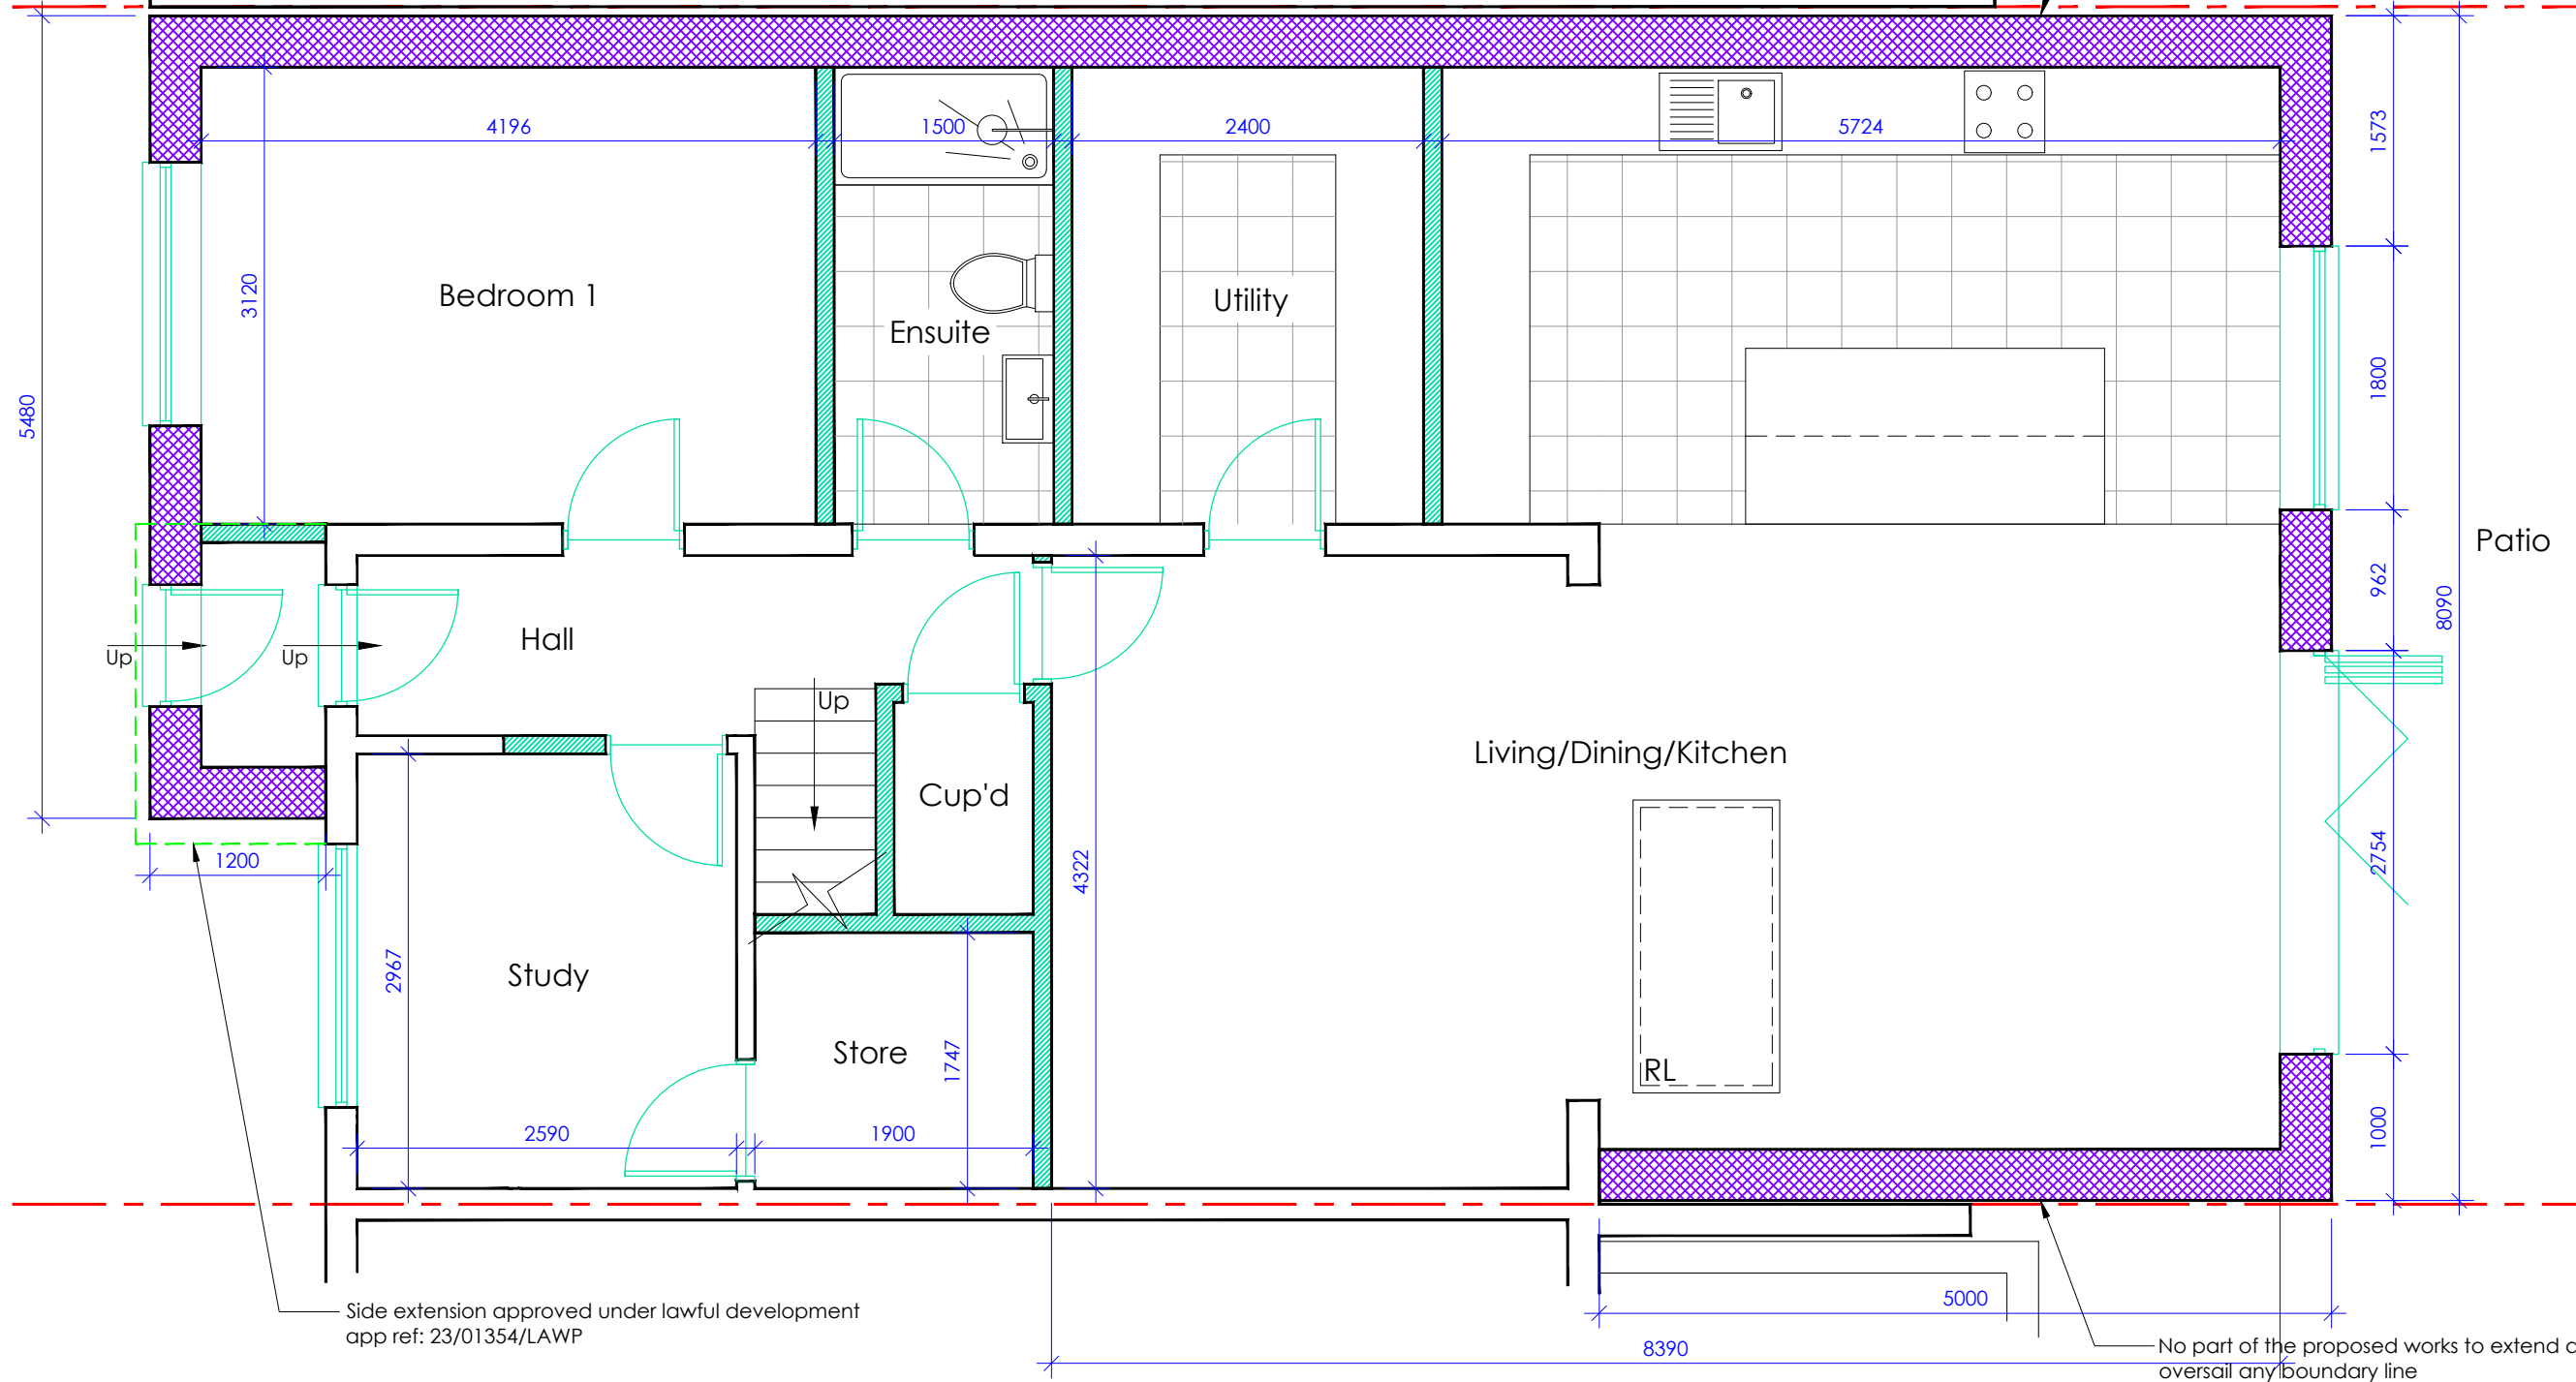 4196
1500
2400
5724
1573
3120
Bedroom 1
Ensuite
Utility
1800
5480
Patio
962
8090
Up
Up
Hall
Up
Living/Dining/Kitchen
Cup'd
1200
4322
2754
2967
Study
Store
1747
RL
2590
1900
1000
5000
8390
Side extension approved under lawful development
app ref: 23/01354/LAWP
No part of the proposed works to extend
oversail any boundary line